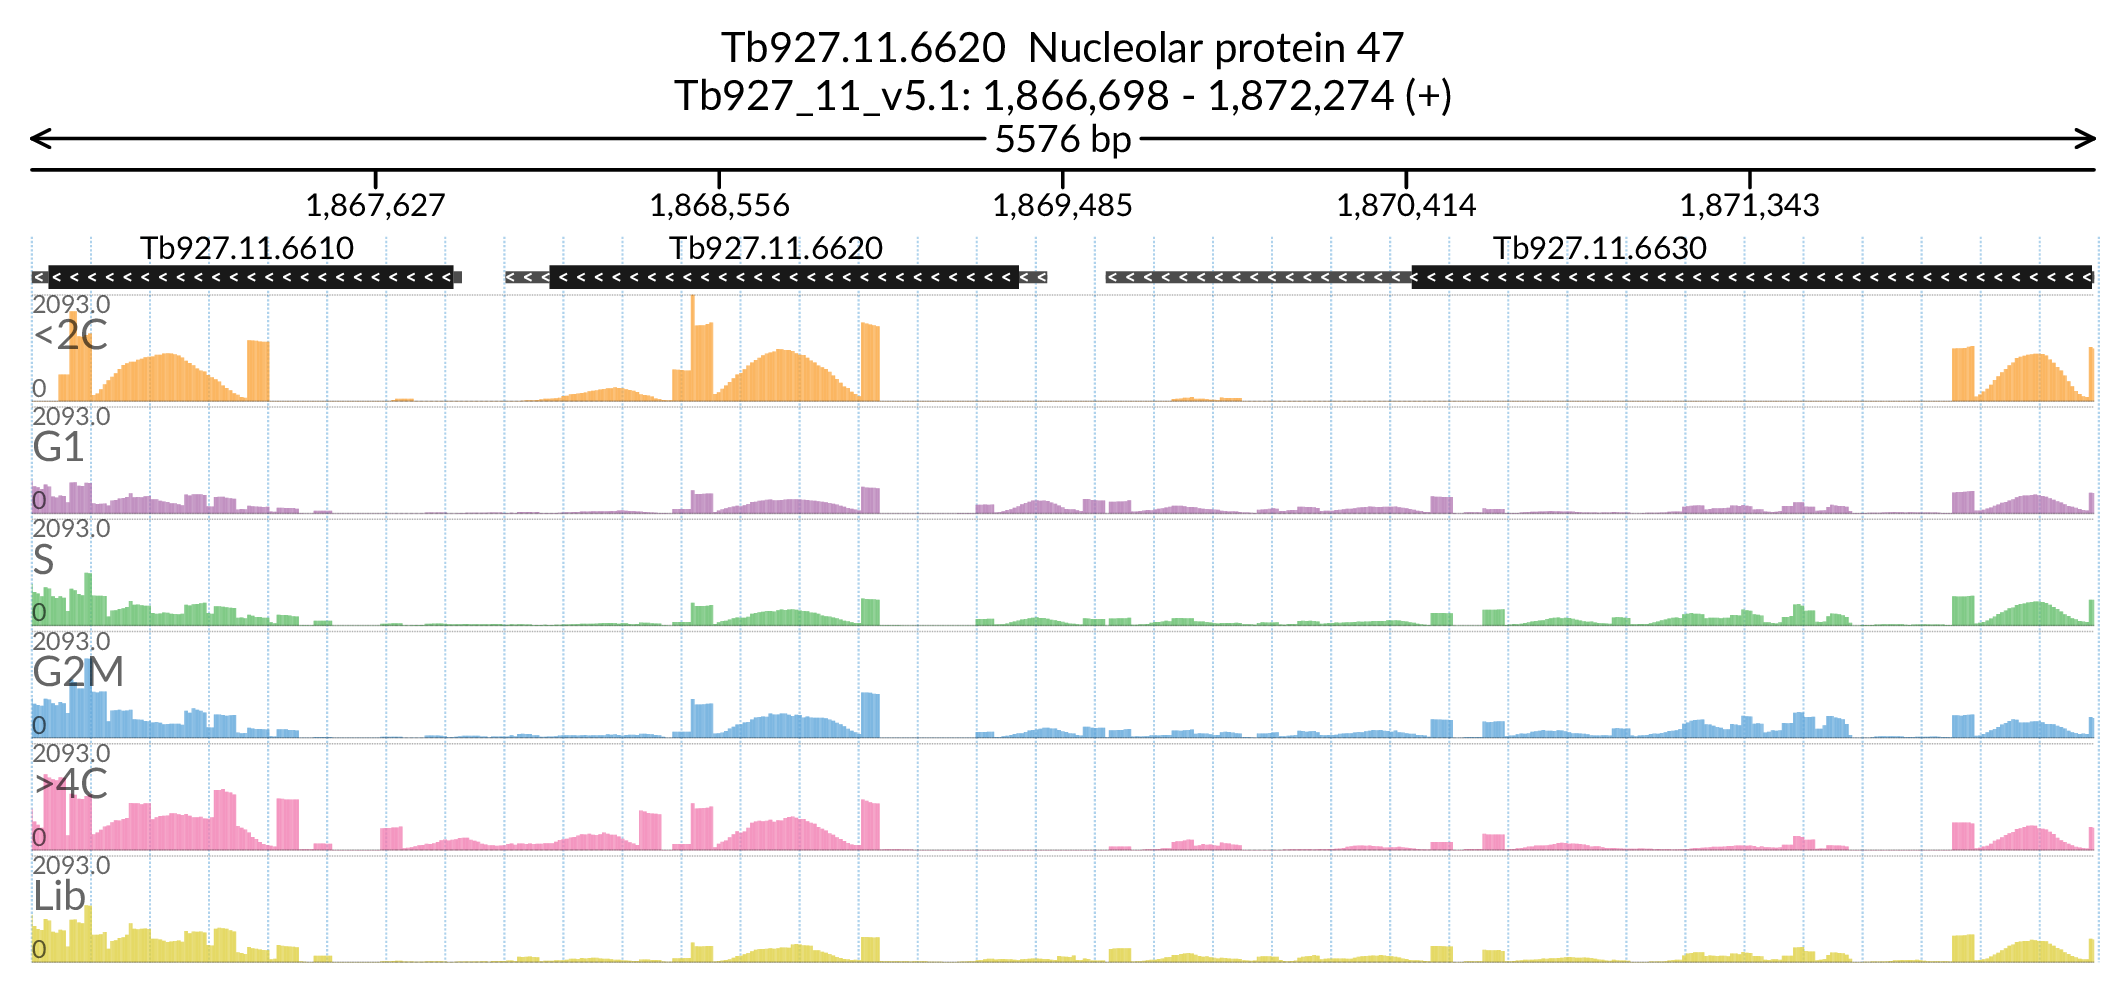 Tb927.11.6620  Nucleolar protein 47
Tb927_11_v5.1: 1,866,698 - 1,872,274 (+)
5576 bp
1,867,627 1,868,556 1,869,485 1,870,414 1,871,343
Tb927.11.6610 Tb927.11.6620 Tb927.11.6630
2093.0
<2C
0
2093.0
G1
0
2093.0
S
0
2093.0
G2M
0
2093.0
>4C
0
2093.0
Lib
0